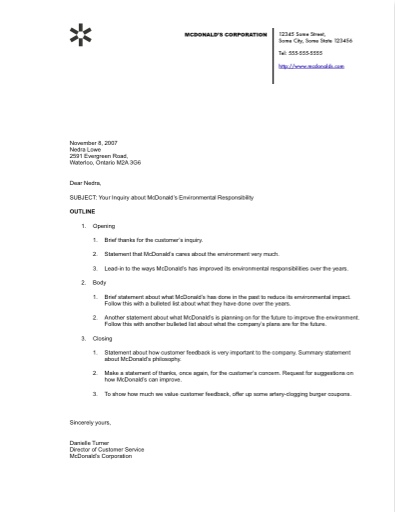 MCDONALD'S CORPORATION
12345 Some Street,
Some City, Some State 123456
Tel: 555-555-5555
http://www.mcdonalds.com
November 8, 2007
Nedra Lowe
2591 Evergreen Road,
Waterloo, Ontario M2A 3G6
Dear Nedra,
SUBJECT: Your Inquiry about McDonald's Environmental Responsibility
OUTLINE
1. Opening
1. Brief thanks for the customer's inquiry.
2. Statement that McDonald's cares about the environment very much.
3. Lead-in to the ways McDonald's has improved its environmental responsibilities over the years.
2. Body
1. Brief statement about what McDonald's has done in the past to reduce its environmental impact.
Follow this with a bulleted list about what they have done over the years.
2. Another statement about what McDonald's is planning on for the future to improve the environment.
Follow this with another bulleted list about what the company's plans are for the future.
3. Closing
1. Statement about how customer feedback is very important to the company. Summary statement
about McDonald's philosophy.
2. Make a statement of thanks, once again, for the customer's concern. Request for suggestions on
how McDonald's can improve.
3. To show how much we value customer feedback, offer up some artery-clogging burger coupons.
Sincerely yours,
Danielle Turner
Director of Customer Service
McDonald's Corporation